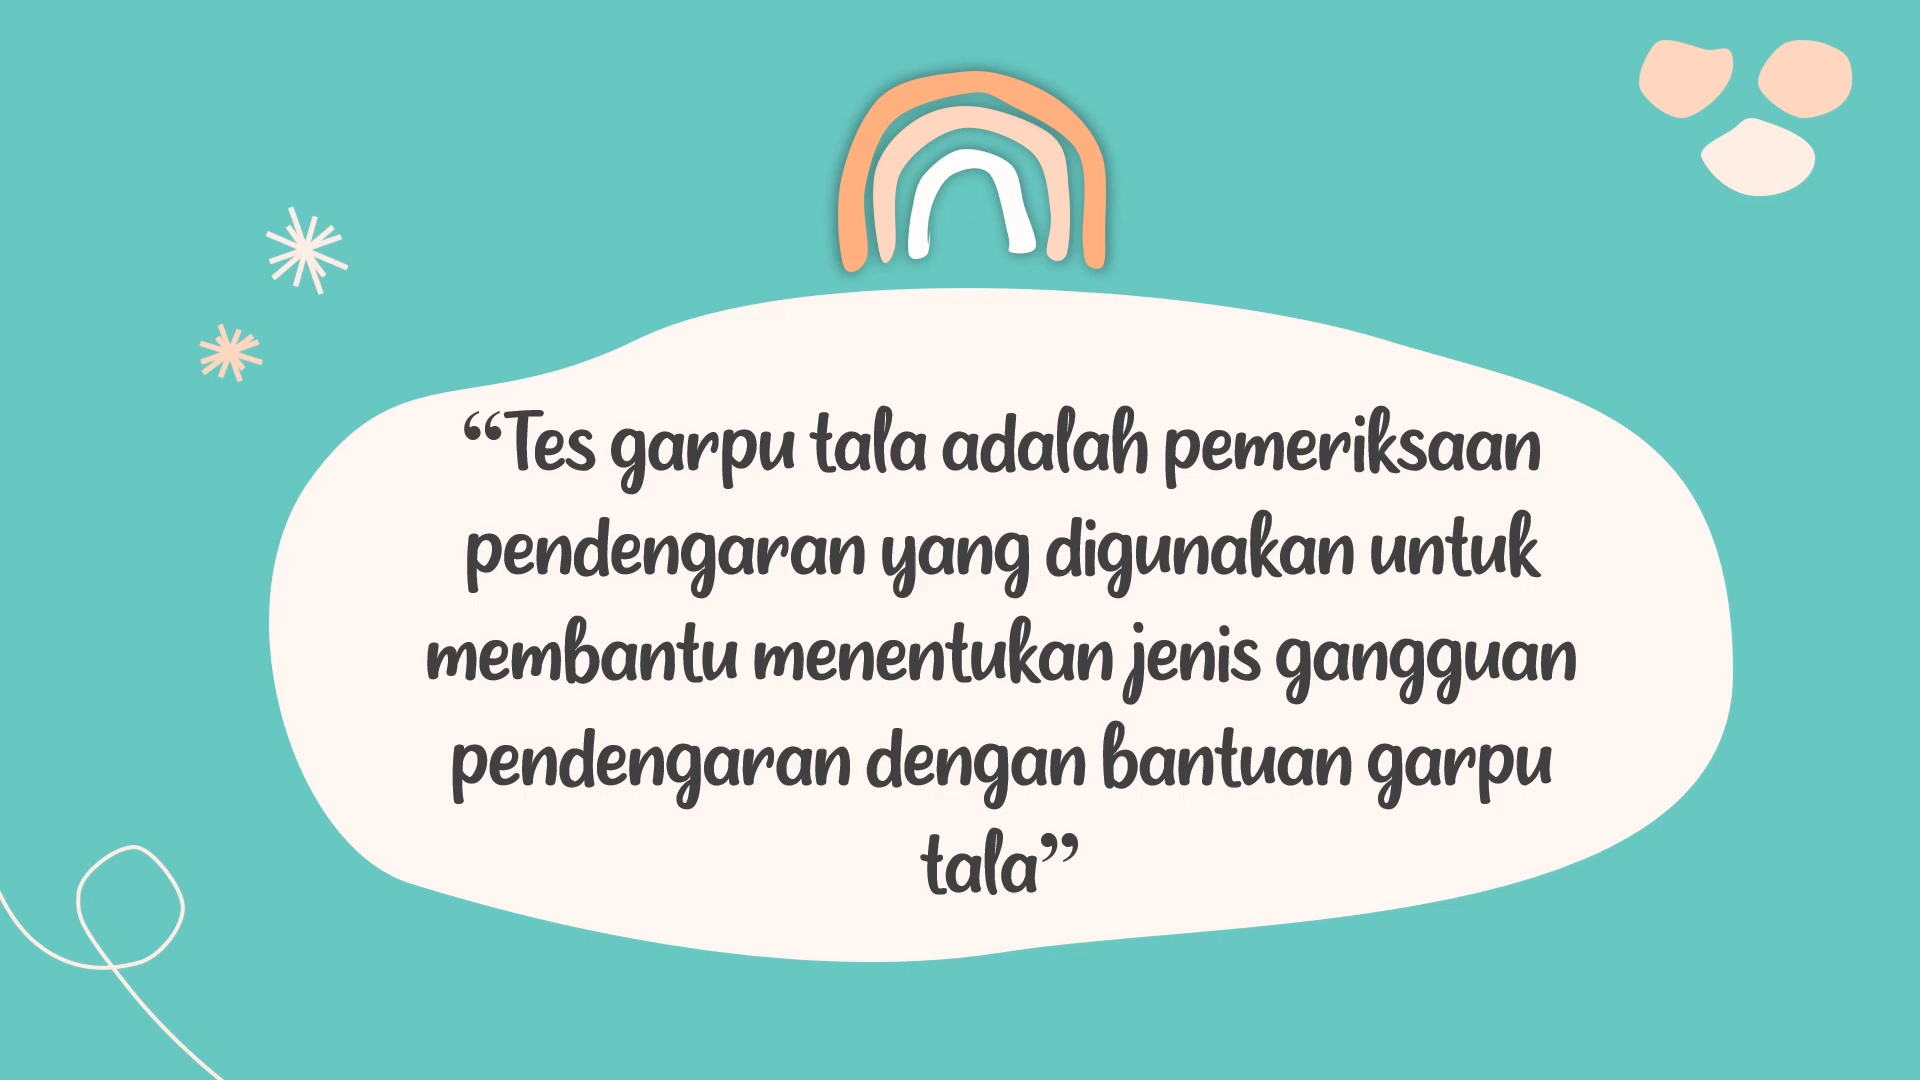 “Tes garpu tala adalah pemeriksaan
pendengaran yang digunakan untuk
membantu menentukan jenis gangguan
pendengaran dengan bantuan garpu
tala”